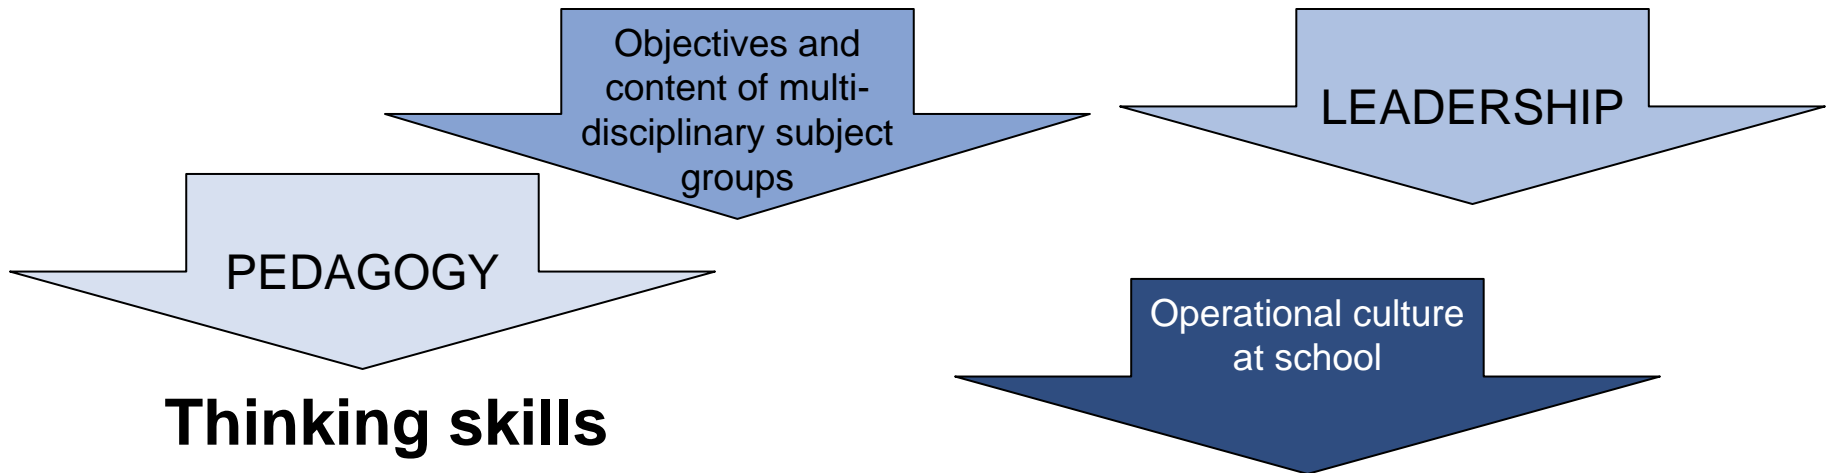 Objectives and
content of multi-
disciplinary subject
groups
LEADERSHIP
PEDAGOGY
Operational culture
at school
Thinking skills